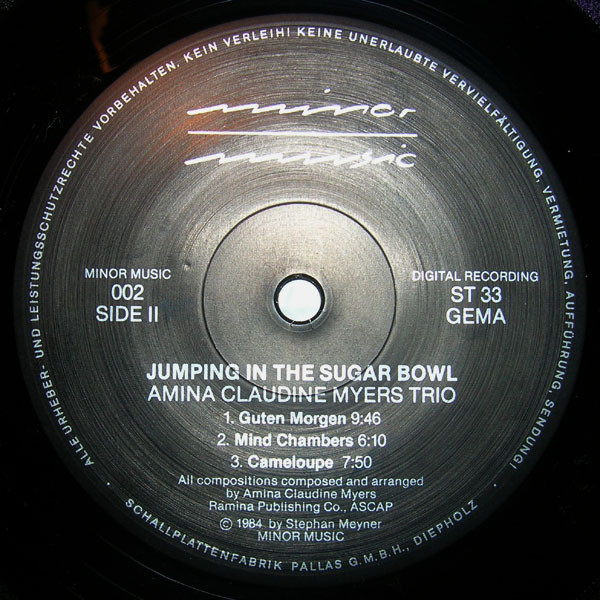 ALLE URHEBER- UND LEISTUNGSSCHUTZRECHTE VORBEHALTEN. KEIN VERLEIH! KEINE UNERLAUBTE VERVIELFÄLTIGUNG, VERMIETUNG, AUFFÜHRUNG, SENDUNG!
minor
music
MINOR MUSIC
002
SIDE II
DIGITAL RECORDING
ST 33
GEMA
JUMPING IN THE SUGAR BOWL
AMINA CLAUDINE MYERS TRIO
1. Guten Morgen 9:46
2. Mind Chambers 6:10
3. Cameloupe 7:50
All compositions composed and arranged
by Amina Claudine Myers
Ramina Publishing Co., ASCAP
© 1984 by Stephan Meyner
MINOR MUSIC
· SCHALLPLATTENFABRIK PALLAS G.M.B.H., DIEPHOLZ ·